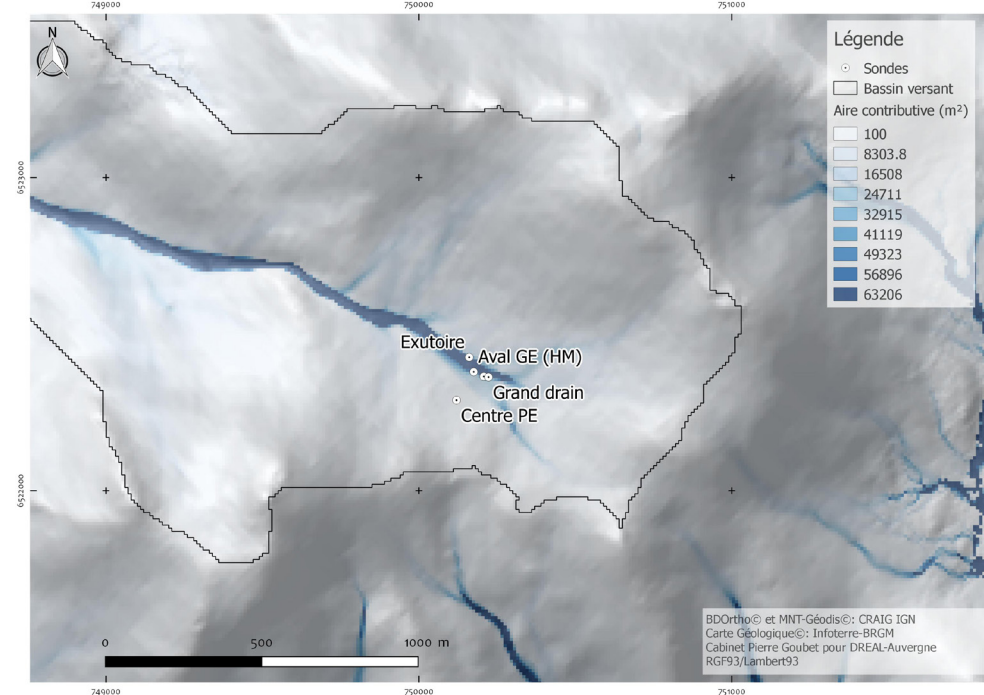 749000
750000
751000
N
Légende
Sondes
Bassin versant
Aire contributive (m²)
100
8303.8
16508
24711
32915
41119
49323
56896
63206
6523000
Exutoire
Aval GE (HM)
Grand drain
Centre PE
6522000
0
500
1000 m
BDOrtho© et MNT-Géodis©: CRAIG IGN
Carte Géologique©: Infoterre-BRGM
Cabinet Pierre Goubet pour DREAL-Auvergne
RGF93/Lambert93
749000
750000
751000